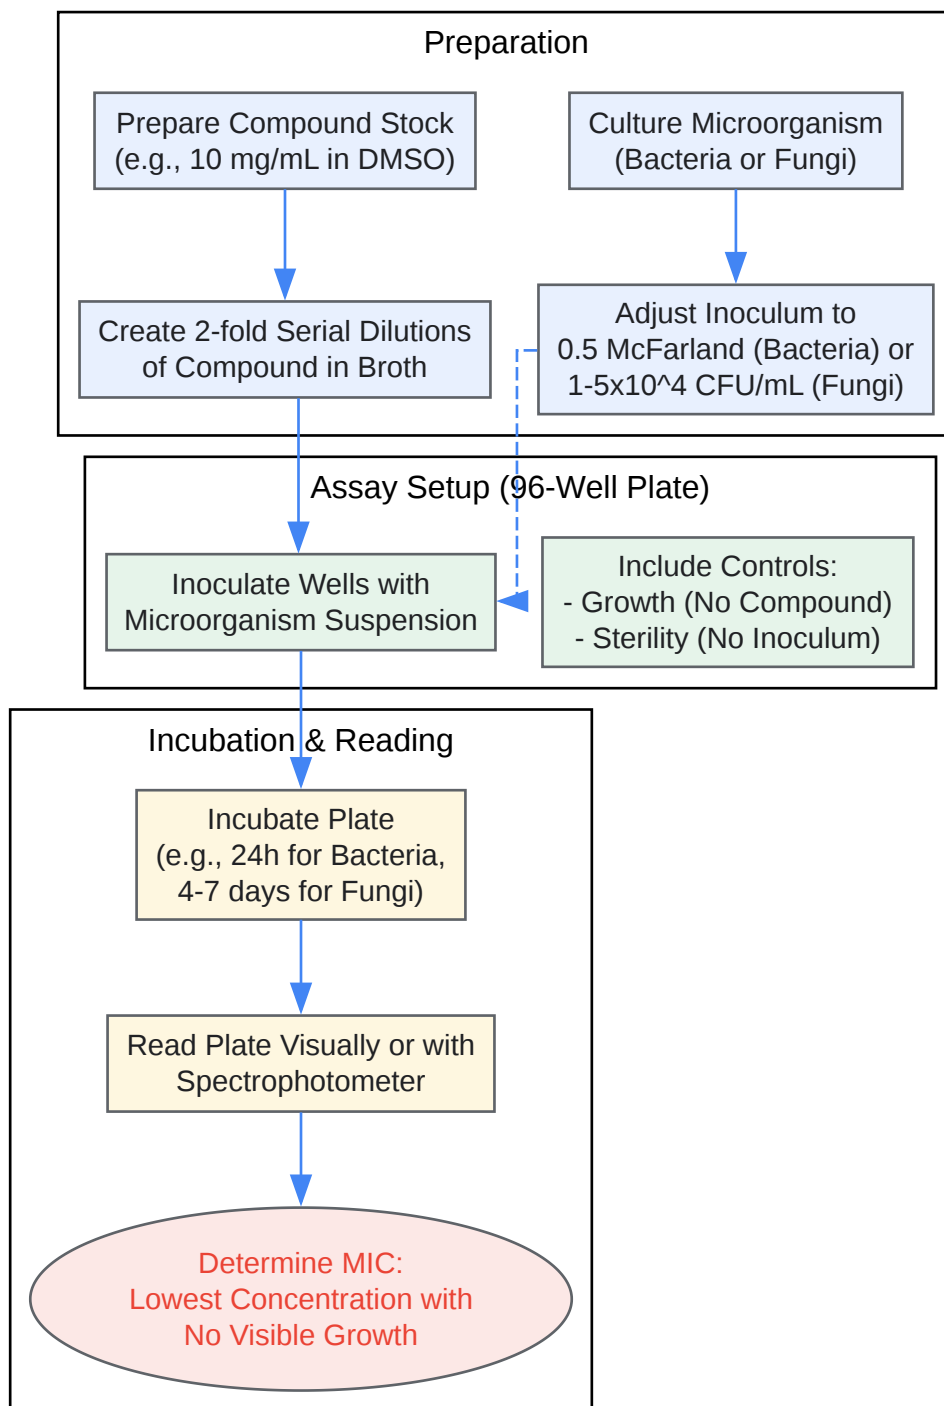 Preparation
Prepare Compound Stock
(e.g., 10 mg/mL in DMSO)
Culture Microorganism
(Bacteria or Fungi)
Create 2-fold Serial Dilutions
of Compound in Broth
Adjust Inoculum to
0.5 McFarland (Bacteria) or
1-5x10^4 CFU/mL (Fungi)
Assay Setup (96-Well Plate)
Inoculate Wells with
Microorganism Suspension
Include Controls:
- Growth (No Compound)
- Sterility (No Inoculum)
Incubation & Reading
Incubate Plate
(e.g., 24h for Bacteria,
4-7 days for Fungi)
Read Plate Visually or with
Spectrophotometer
Determine MIC:
Lowest Concentration with
No Visible Growth